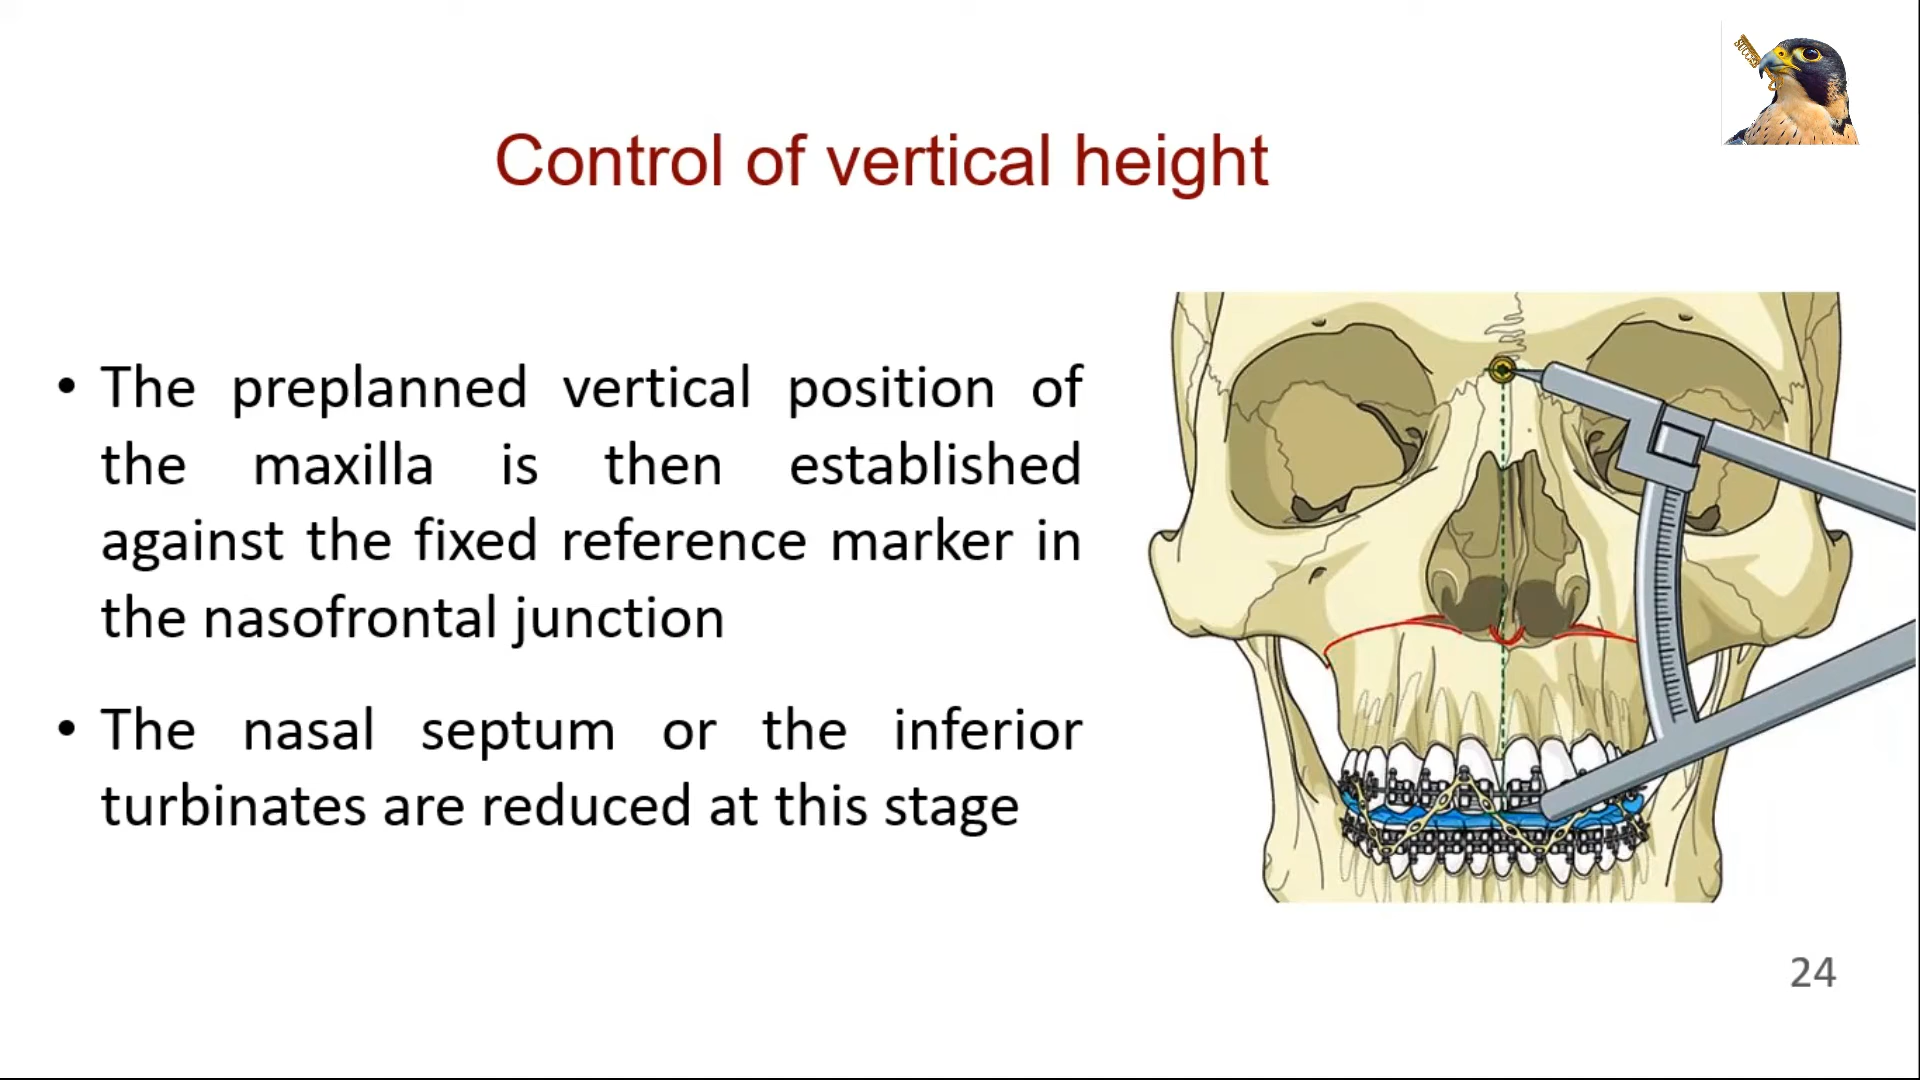 SUCCESS
Control of vertical height
• The preplanned vertical position of
the maxilla is then established
against the fixed reference marker in
the nasofrontal junction
• The nasal septum or the inferior
turbinates are reduced at this stage
24